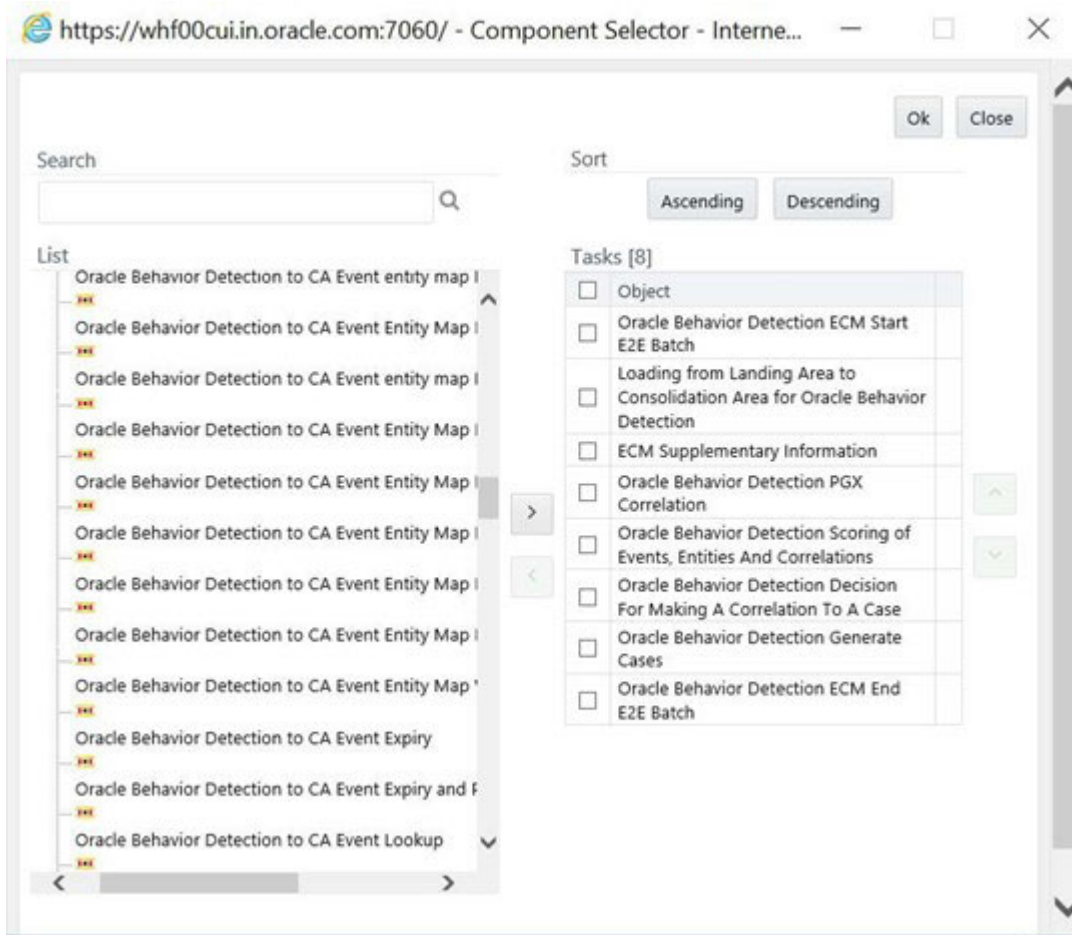 https://whf00cui.in.oracle.com:7060/ - Component Selector - Interne...
Ok Close
Search
Sort
Ascending Descending
List
Tasks [8]
Oracle Behavior Detection to CA Event entity map
Oracle Behavior Detection to CA Event Entity Map
Oracle Behavior Detection to CA Event entity map
Oracle Behavior Detection to CA Event Entity Map
Oracle Behavior Detection to CA Event Entity Map
Oracle Behavior Detection to CA Event Entity Map
Oracle Behavior Detection to CA Event Entity Map
Oracle Behavior Detection to CA Event Entity Map
Oracle Behavior Detection to CA Event Entity Map
Oracle Behavior Detection to CA Event Expiry
Oracle Behavior Detection to CA Event Expiry and
Oracle Behavior Detection to CA Event Lookup
Object
Oracle Behavior Detection ECM Start
E2E Batch
Loading from Landing Area to
Consolidation Area for Oracle Behavior
Detection
ECM Supplementary Information
Oracle Behavior Detection PGX
Correlation
Oracle Behavior Detection Scoring of
Events, Entities And Correlations
Oracle Behavior Detection Decision
For Making A Correlation To A Case
Oracle Behavior Detection Generate
Cases
Oracle Behavior Detection ECM End
E2E Batch